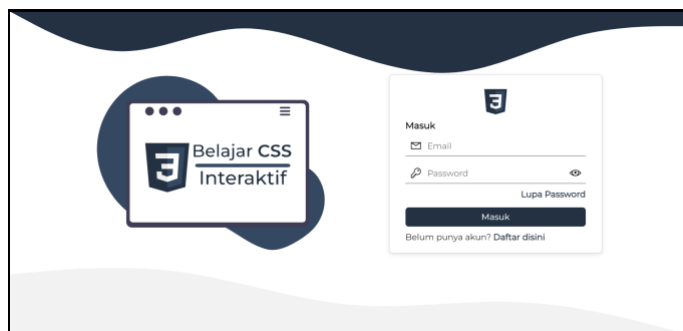 Belajar CSS
Interaktif
Masuk
Email
Password
Lupa Password
Masuk
Belum punya akun? Daftar disini